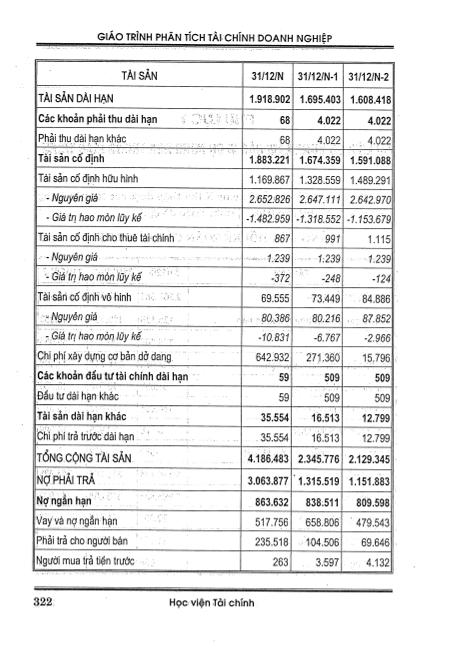 GIÁO TRÌNH PHÂN TÍCH TÀI CHÍNH DOANH NGHIỆP
TÀI SẢN 31/12/N 31/12/N-1 31/12/N-2
TÀI SẢN DÀI HẠN 1.918.902 1.695.403 1.608.418
Các khoản phải thu dài hạn 68 4.022 4.022
Phải thu dài hạn khác 68 4.022 4.022
Tài sản cố định 1.883.221 1.674.359 1.591.088
Tài sản cố định hữu hình 1.169.867 1.328.559 1.489.291
- Nguyên giá 2.652.826 2.647.111 2.642.970
- Giá trị hao mòn lũy kế -1.482.959 -1.318.552 -1.153.679
Tài sản cố định cho thuê tài chính 867 991 1.115
- Nguyên giá 1.239 1.239 1.239
- Giá trị hao mòn lũy kế -372 -248 -124
Tài sản cố định vô hình 69.555 73.449 84.886
- Nguyên giá 80.386 80.216 87.852
- Giá trị hao mòn lũy kế -10.831 -6.767 -2.966
Chi phí xây dựng cơ bản dở dang 642.932 271.360 15.796
Các khoản đầu tư tài chính dài hạn 59 509 509
Đầu tư dài hạn khác 59 509 509
Tài sản dài hạn khác 35.554 16.513 12.799
Chi phí trả trước dài hạn 35.554 16.513 12.799
TỔNG CỘNG TÀI SẢN 4.186.483 2.345.776 2.129.345
NỢ PHẢI TRẢ 3.063.877 1.315.519 1.151.883
Nợ ngắn hạn 863.632 838.511 809.598
Vay và nợ ngắn hạn 517.756 658.806 479.543
Phải trả cho người bán 235.518 104.506 69.646
Người mua trả tiền trước 263 3.597 4.132
322 Học viện Tài chính